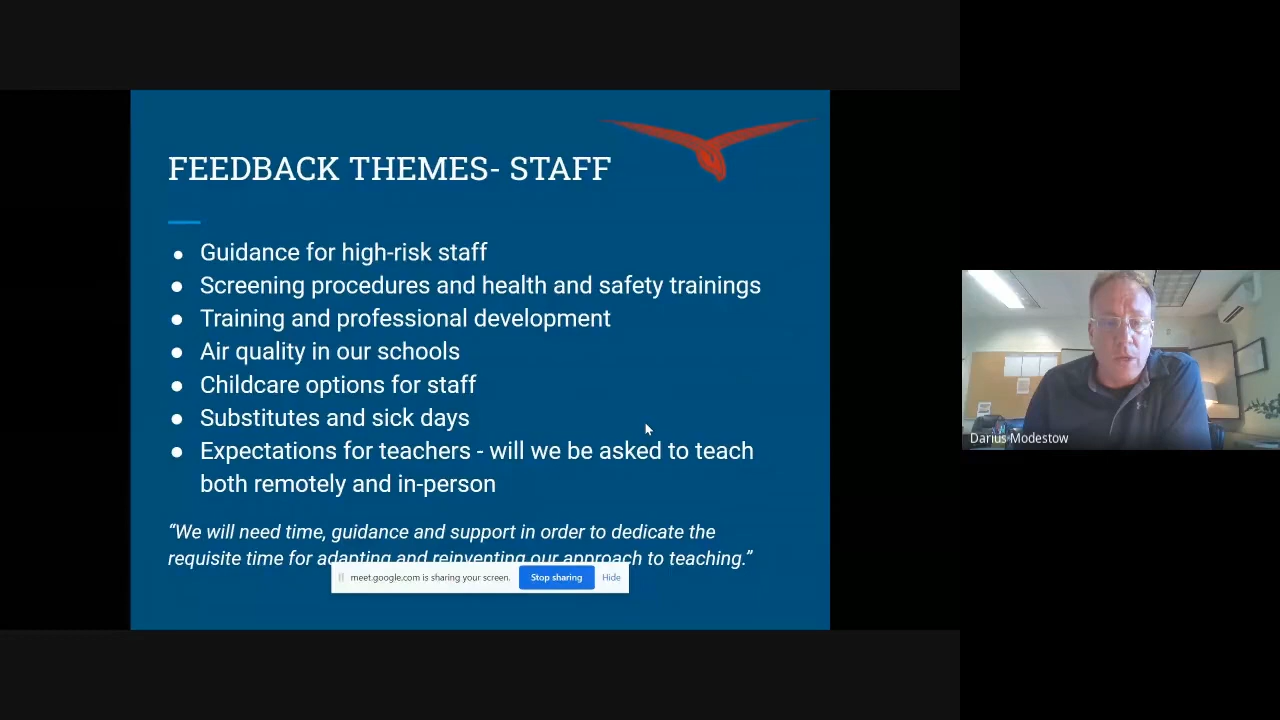 FEEDBACK THEMES- STAFF
● Guidance for high-risk staff
● Screening procedures and health and safety trainings
● Training and professional development
● Air quality in our schools
● Childcare options for staff
● Substitutes and sick days
● Expectations for teachers - will we be asked to teach
both remotely and in-person
“We will need time, guidance and support in order to dedicate the
requisite time for adapting and reinventing our approach to teaching.”
meet.google.com is sharing your screen. Stop sharing Hide
Darius Modestow